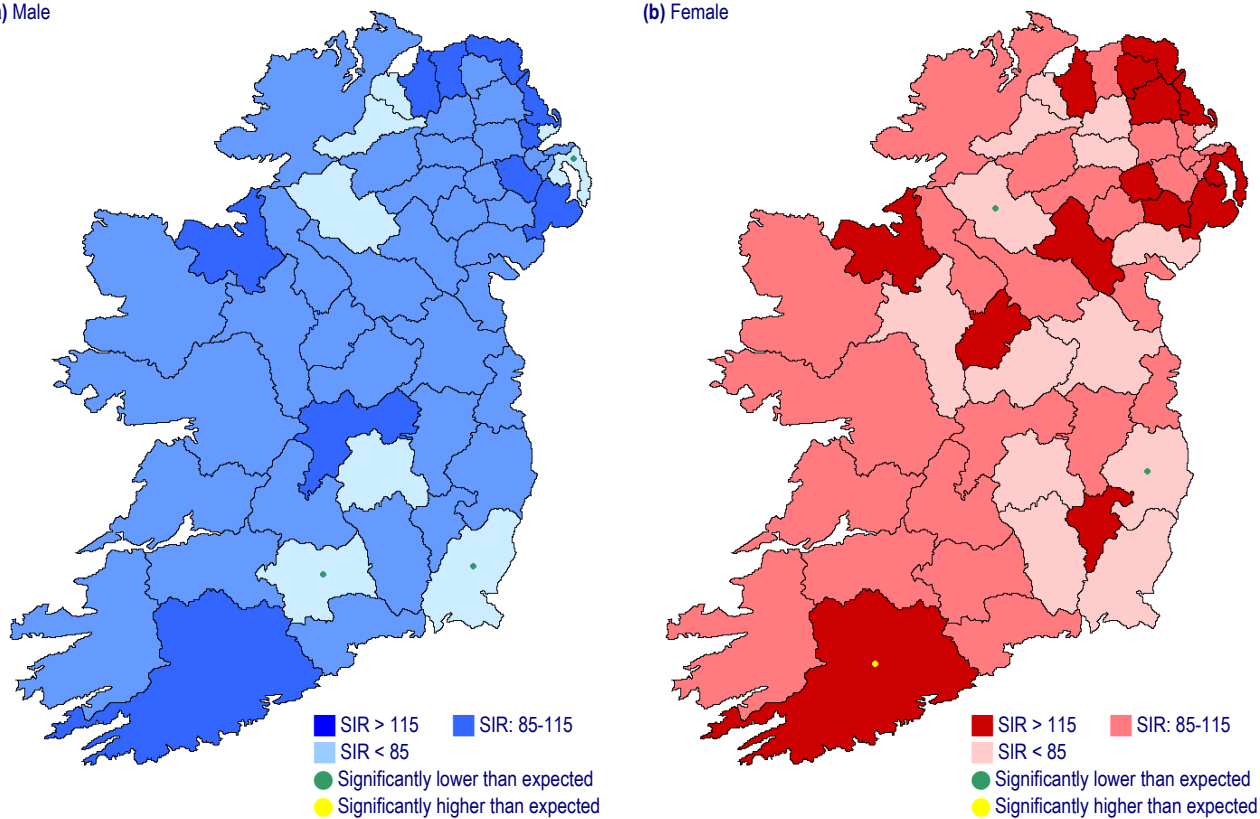 a) Male
(b) Female
SIR > 115
SIR: 85-115
SIR < 85
Significantly lower than expected
Significantly higher than expected
SIR > 115
SIR: 85-115
SIR < 85
Significantly lower than expected
Significantly higher than expected